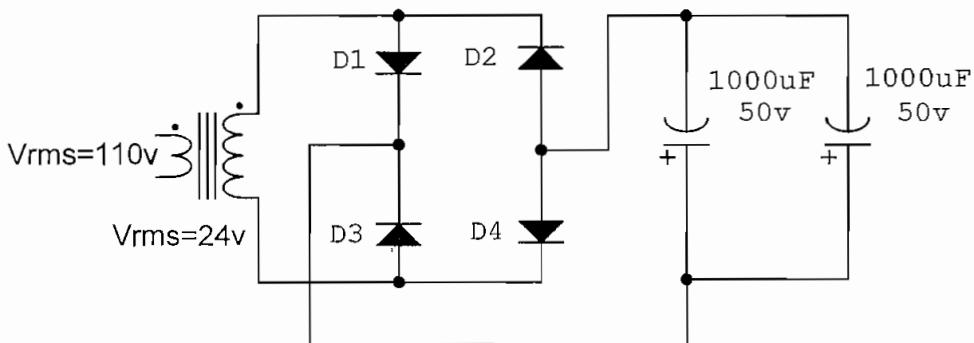 D1
D2
1000uF
50v
1000uF
50v
Vrms=110v
+
+
Vrms=24v
D3
D4